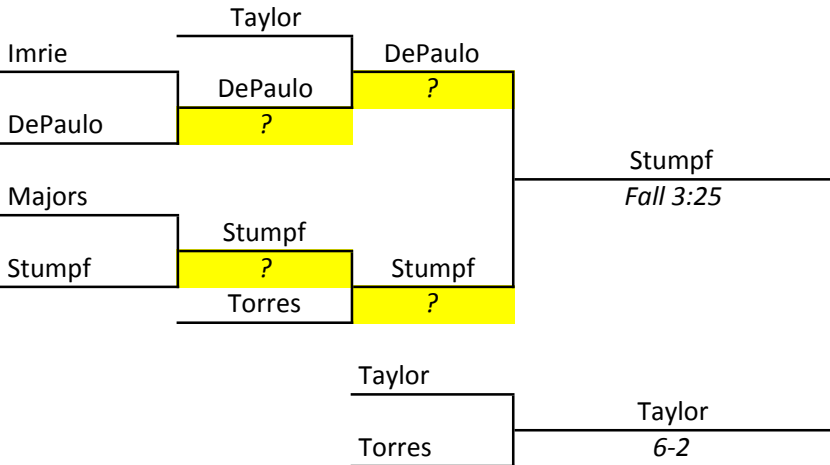 Taylor
Imrie
DePaulo
DePaulo
?
DePaulo
?
Stumpf
Fall 3:25
Majors
Stumpf
Stumpf
?
Stumpf
Torres
?
Taylor
Taylor
Torres
6-2